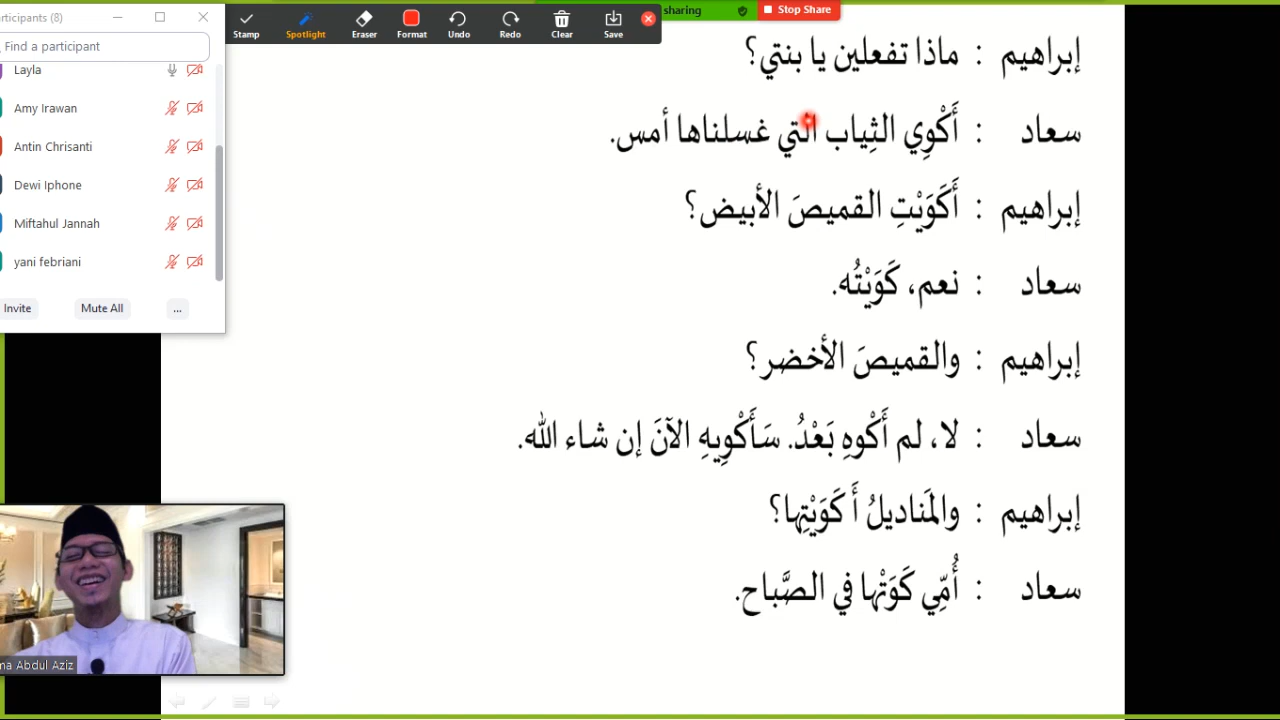 articipants (8)
Find a participant
Layla
Amy Irawan
Antin Chrisanti
Dewi Iphone
Miftahul Jannah
yani febriani
Invite Mute All ...
Stamp Spotlight Eraser Format Undo Redo Clear Save
sharing Stop Share
إبراهيم : ماذا تفعلين يا بنتي؟
سعاد : أَكْوِي الثِياب التي غسلناها أمس.
إبراهيم : أَكَوَيْتِ القميصَ الأبيض؟
سعاد : نعم، كَوَيْتُه.
إبراهيم : والقميصَ الأخضر؟
سعاد : لا، لم أَكْوهِ بَعْدُ. سَأَكْوِيهِ الآنَ إن شاء الله.
إبراهيم : والمَناديلُ أَ كَوَيْتِها؟
سعاد : أُمِّي كَوَتْها في الصَّباح.
ma Abdul Aziz